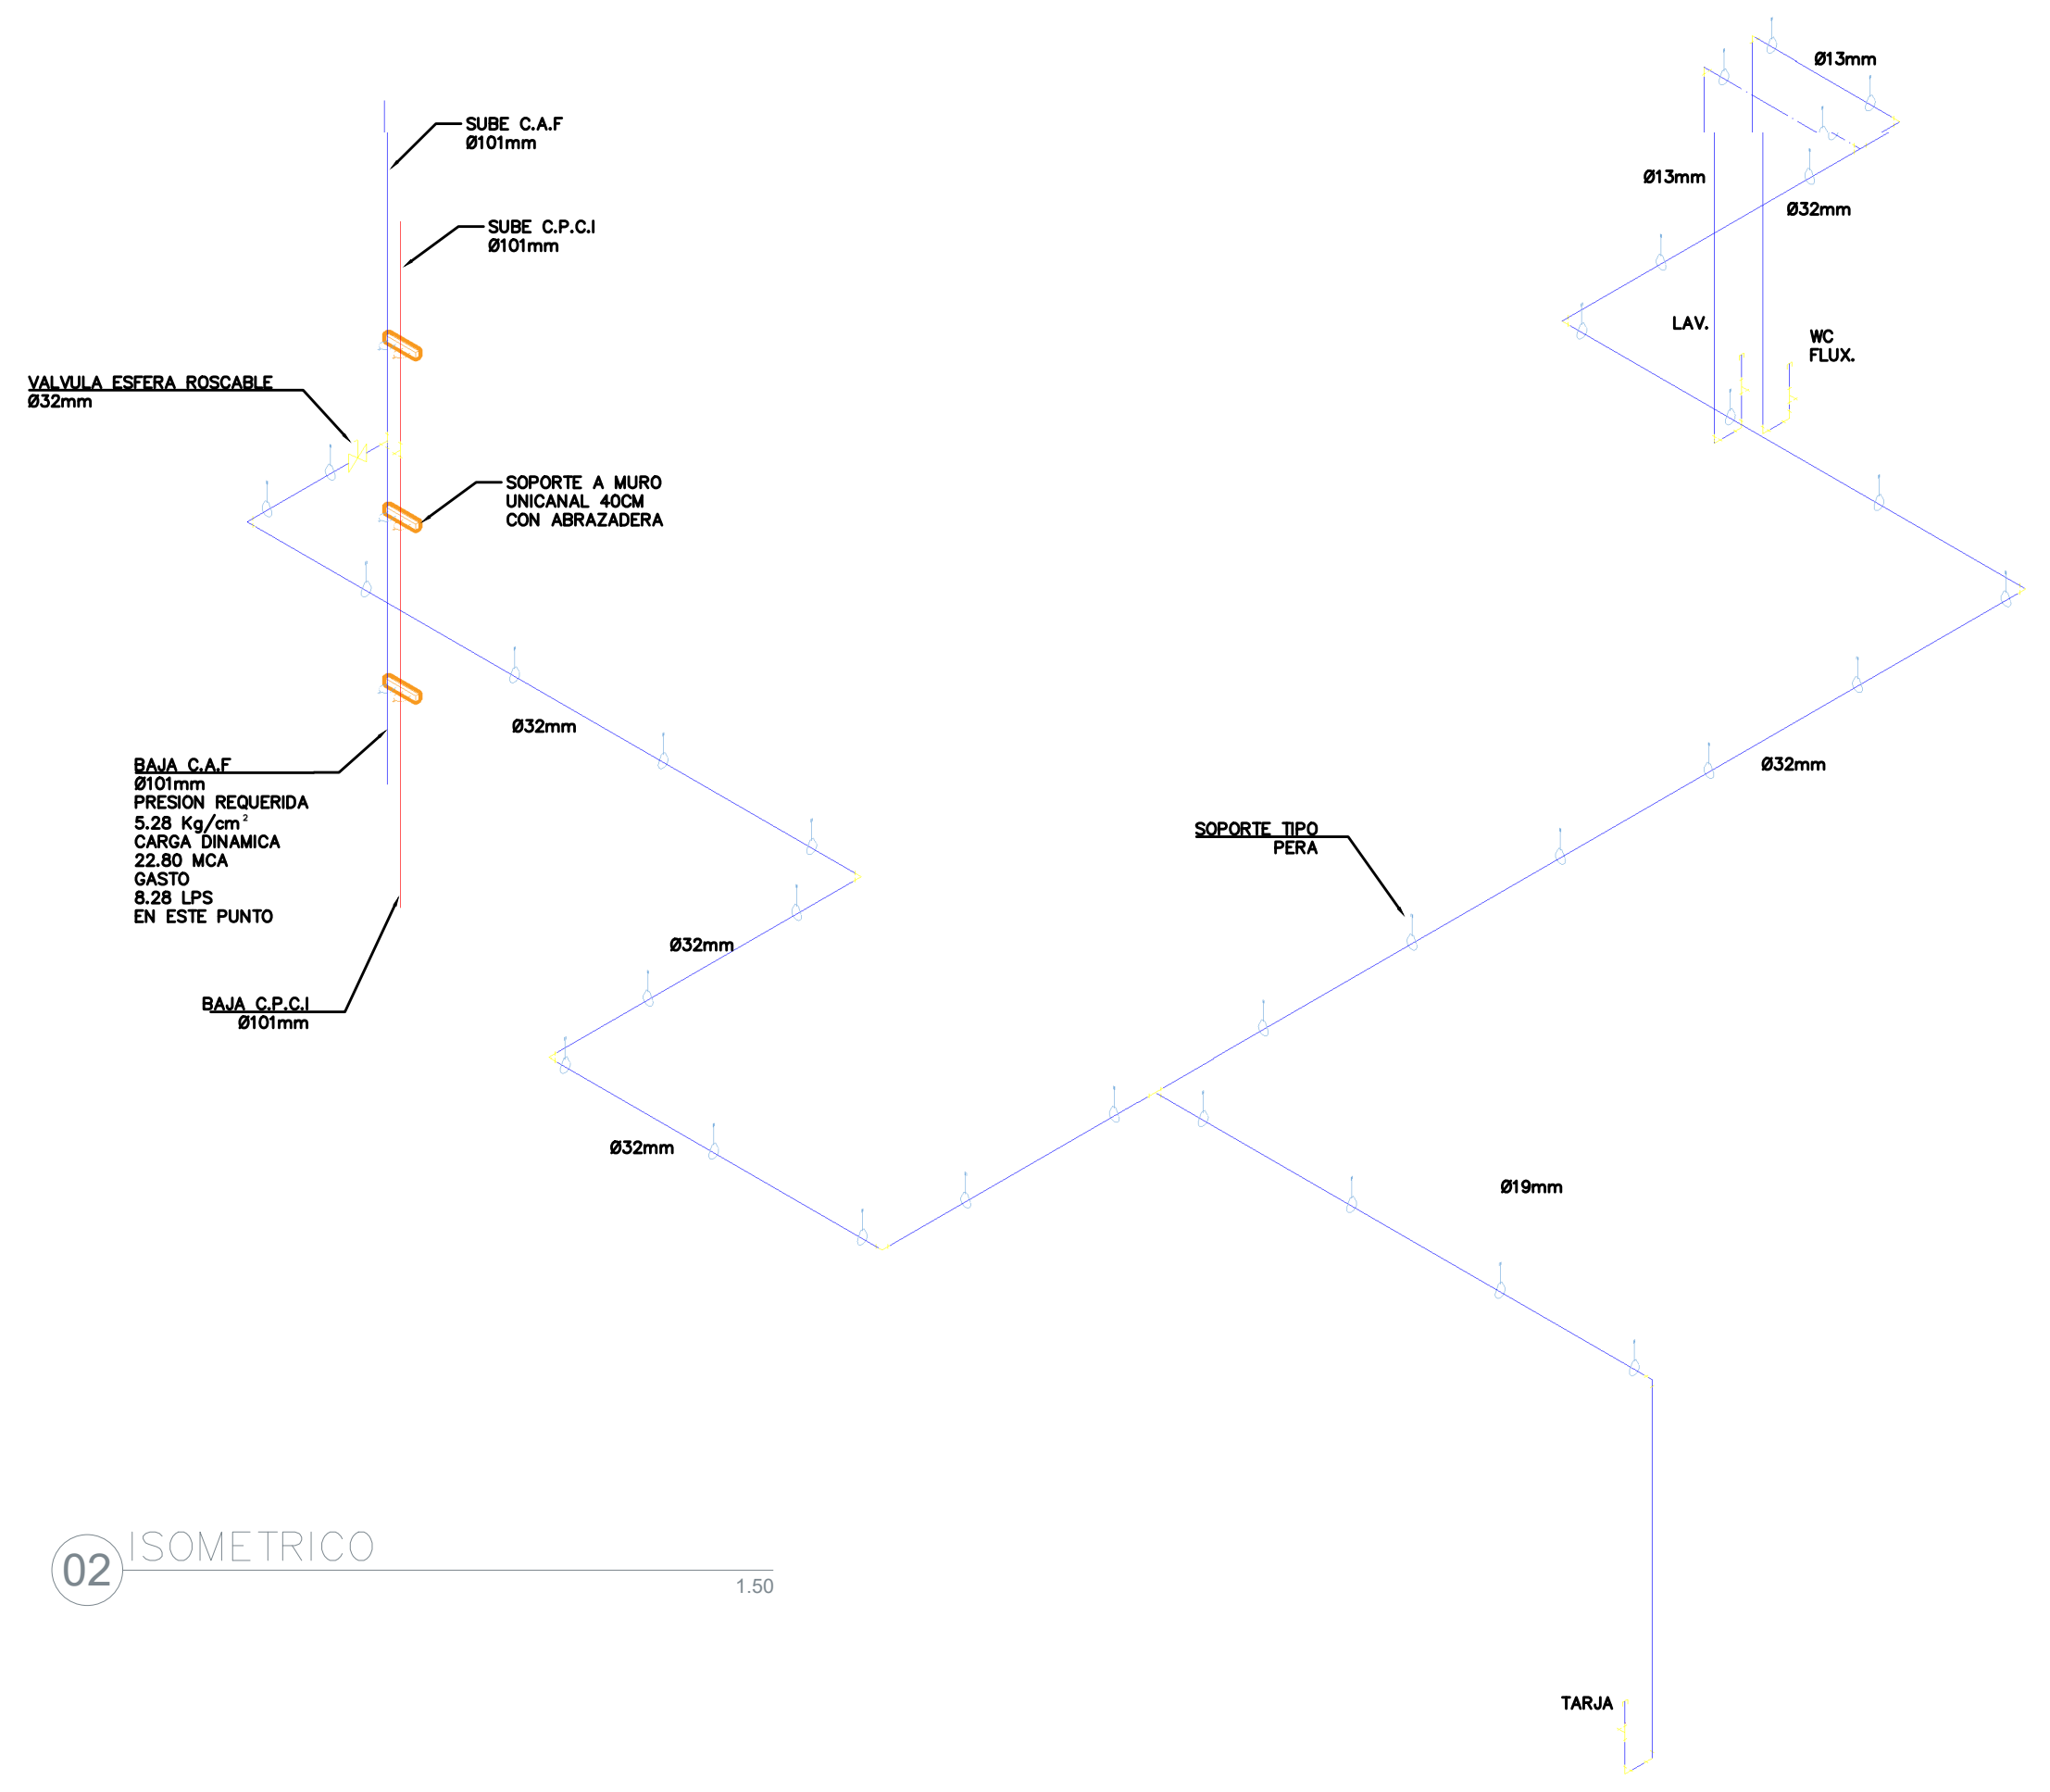 Ø13mm
SUBE C.A.F
Ø101mm
Ø13mm
Ø32mm
SUBE C.P.C.I
Ø101mm
LAV.
WC
FLUX.
VALVULA ESFERA ROSCABLE
Ø32mm
SOPORTE A MURO
UNICANAL 40CM
CON ABRAZADERA
Ø32mm
BAJA C.A.F
Ø101mm
PRESION REQUERIDA
5.28 Kg/cm²
CARGA DINAMICA
22.80 MCA
GASTO
8.28 LPS
EN ESTE PUNTO
Ø32mm
SOPORTE TIPO
PERA
Ø32mm
BAJA C.P.C.I
Ø101mm
Ø32mm
Ø19mm
02 ISOMETRICO
1.50
TARJA